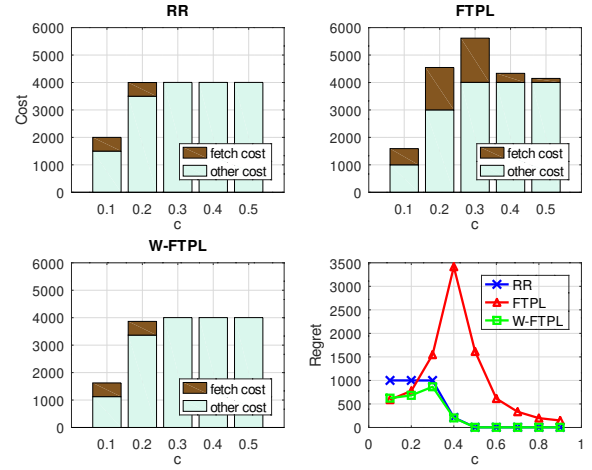 RR
Cost
6000
5000
4000
3000
2000
1000
0
fetch cost
other cost
0.1 0.2 0.3 0.4 0.5
c
FTPL
6000
5000
4000
3000
2000
1000
0
fetch cost
other cost
0.1 0.2 0.3 0.4 0.5
c
W-FTPL
6000
5000
4000
3000
2000
1000
0
fetch cost
other cost
0.1 0.2 0.3 0.4 0.5
c
Regret
3500
3000
2500
2000
1500
1000
500
0
RR
FTPL
W-FTPL
0 0.2 0.4 0.6 0.8 1
c